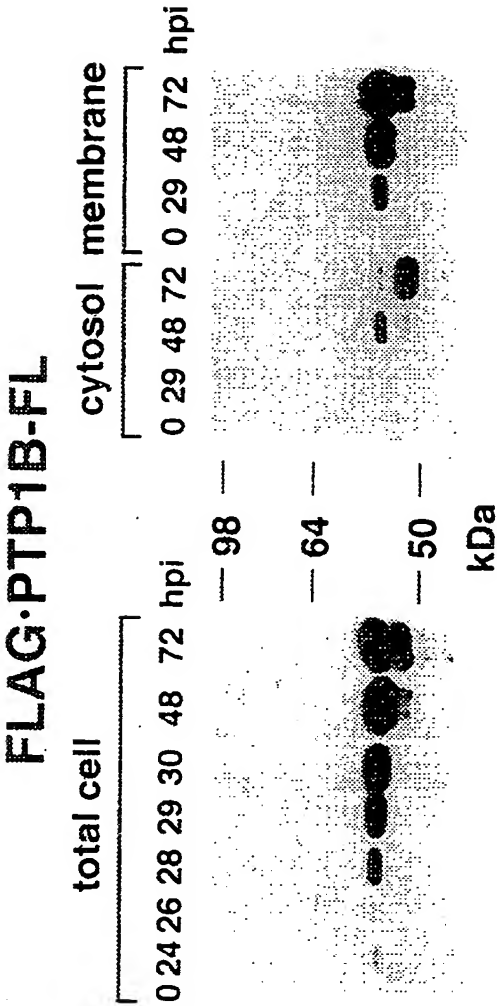 FLAG·PTP1B-FL
total cell
cytosol membrane
0 24 26 28 29 30 48 72 hpi
0 29 48 72 0 29 48 72 hpi
98
64
50
kDa